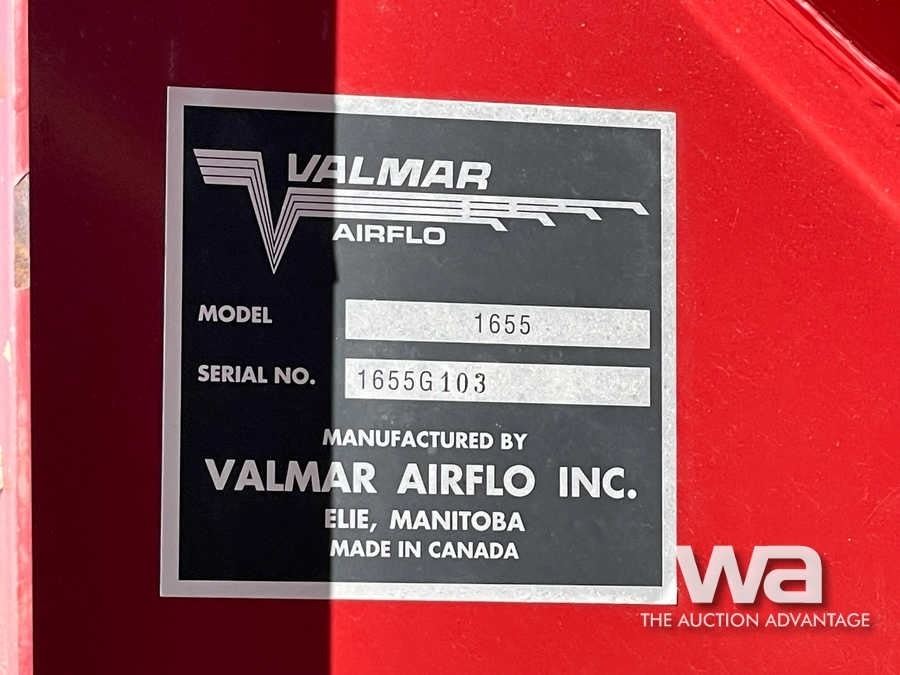 VALMAR
AIRFLO
MODEL 1655
SERIAL NO. 1655G103
MANUFACTURED BY
VALMAR AIRFLO INC.
ELIE, MANITOBA
MADE IN CANADA
wa
THE AUCTION ADVANTAGE